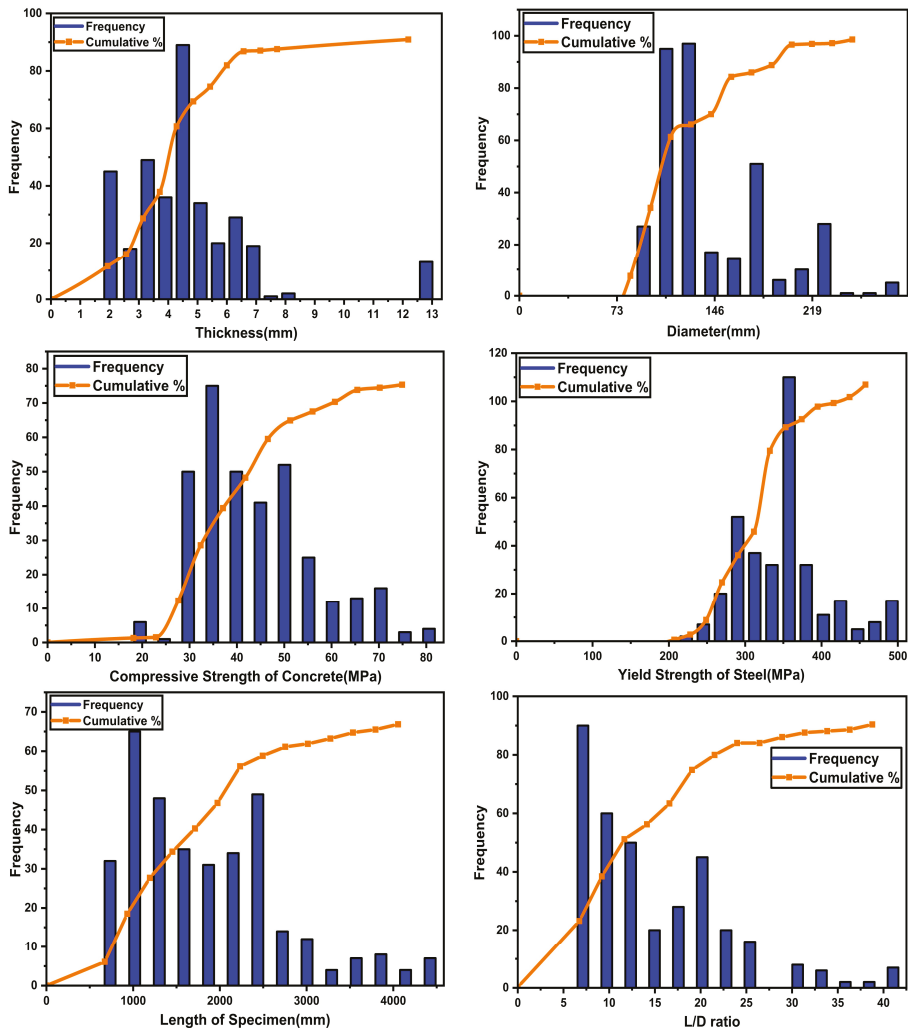 100
80
60
40
20
0
Frequency
Frequency
Cumulative %
0 1 2 3 4 5 6 7 8 9 10 11 12 13
Thickness(mm)
100
80
60
40
20
0
Frequency
Frequency
Cumulative %
0 73 146 219
Diameter(mm)
75
60
45
30
15
0
Frequency
Frequency
Cumulative %
0 10 20 30 40 50 60 70 80
Compressive Strength of Concrete(MPa)
120
100
80
60
40
20
0
Frequency
Frequency
Cumulative %
0 100 200 300 400 500
Yield Strength of Steel(MPa)
70
60
50
40
30
20
10
0
Frequency
Frequency
Cumulative %
0 1000 2000 3000 4000
Length of Specimen(mm)
100
80
60
40
20
0
Frequency
Frequency
Cumulative %
0 5 10 15 20 25 30 35 40
L/D ratio